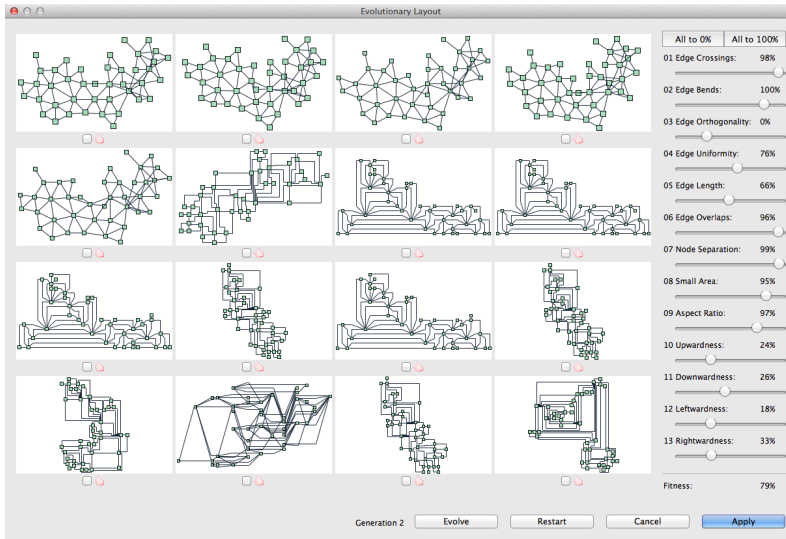 Evolutionary Layout
All to 0% All to 100%
01 Edge Crossings: 98%
02 Edge Bends: 100%
03 Edge Orthogonality: 0%
04 Edge Uniformity: 76%
05 Edge Length: 66%
06 Edge Overlaps: 96%
07 Node Separation: 99%
08 Small Area: 95%
09 Aspect Ratio: 97%
10 Upwardness: 24%
11 Downwardness: 26%
12 Leftwardness: 18%
13 Rightwardness: 33%
Fitness: 79%
Generation 2 Evolve Restart Cancel Apply